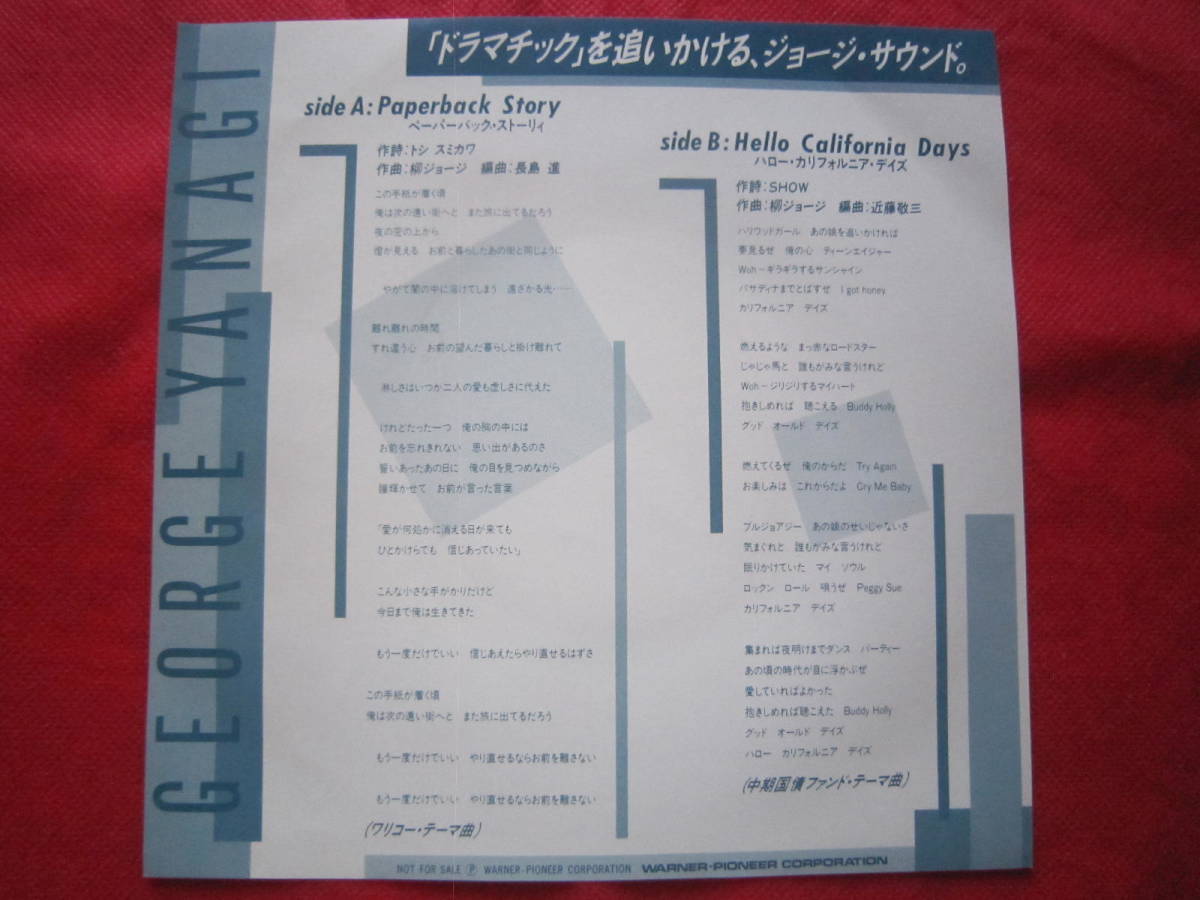 「ドラマチック」を追いかける、ジョージ・サウンド。
GEORGE YANAGI
side A: Paperback Story
ペーパーバック・ストーリィ
作詩：トシ スミカワ
作曲：柳ジョージ 編曲：長島 進
この手紙が着く頃
俺は次の遠い街へと また旅に出てるだろう
夜の空の上から
僅か見える お前と暮らしたあの街と同じように
やがて闇の中に溶けてしまう 遠さかる光……
離れ離れの時間
すれ違う心 お前の望んだ暮らしと掛け離れて
淋しさはいつか二人の愛も虚しさに代えた
けれどたった一つ 俺の胸の中には
お前を忘れきれない 思い出があるのさ
誓いあったあの日に 俺の目を見つめながら
瞳輝かせて お前が言った言葉
「愛が何処かに消える日が来ても
ひとかけらでも 信じあっていたい」
こんな小さな手がかりだけど
今日まで俺は生きてきた
もう一度だけでいい 信じあえたらやり直せるはずさ
この手紙が着く頃
俺は次の遠い街へと また旅に出てるだろう
もう一度だけでいい やり直せるならお前を離さない
もう一度だけでいい やり直せるならお前を離さない
(ワリコー・テーマ曲)
side B: Hello California Days
ハロー・カリフォルニア・デイズ
作詩：SHOW
作曲：柳ジョージ 編曲：近藤敬三
ハリウッドガール あの娘を追いかければ
夢見るぜ 俺の心 ティーンエイジャー
Woh〜ギラギラするサンシャイン
パサディナまでとばすぜ I got honey
カリフォルニア デイズ
燃えるような まっ赤なロードスター
じゃじゃ馬と 誰もがみな言うけれど
Woh〜ジリジリするマイハート
抱きしめれば 聴こえる Buddy Holly
グッド オールド デイズ
燃えてくるぜ 俺のからだ Try Again
お楽しみは これからだよ Cry Me Baby
ブルジョアジー あの娘のせいじゃないさ
気まぐれと 誰もがみな言うけれど
眠りかけていた マイ ソウル
ロックン ロール 唄うぜ Peggy Sue
カリフォルニア デイズ
集まれば夜明けまでダンス パーティー
あの頃の時代が目に浮かぶぜ
愛していればよかった
抱きしめれば聴こえた Buddy Holly
グッド オールド デイズ
ハロー カリフォルニア デイズ
(中期国債ファンド・テーマ曲)
NOT FOR SALE Ⓟ WARNER-PIONEER CORPORATION WARNER-PIONEER CORPORATION